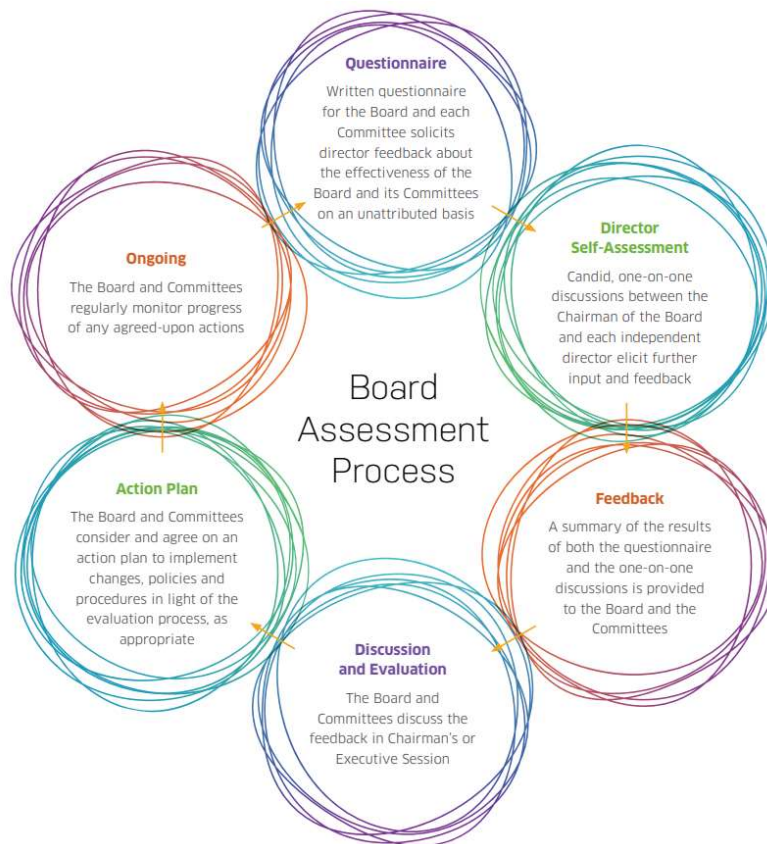 Questionnaire
Written questionnaire
for the Board and each
Committee solicits
director feedback about
the effectiveness of the
Board and its Committees
on an unattributed basis
Director
Self-Assessment
Candid, one-on-one
discussions between the
Chairman of the Board
and each independent
director elicit further
input and feedback
Feedback
A summary of the results
of both the questionnaire
and the one-on-one
discussions is provided
to the Board and the
Committees
Discussion
and Evaluation
The Board and
Committees discuss the
feedback in Chairman's or
Executive Session
Action Plan
The Board and Committees
consider and agree on an
action plan to implement
changes, policies and
procedures in light of the
evaluation process, as
appropriate
Ongoing
The Board and Committees
regularly monitor progress
of any agreed-upon actions
Board
Assessment
Process